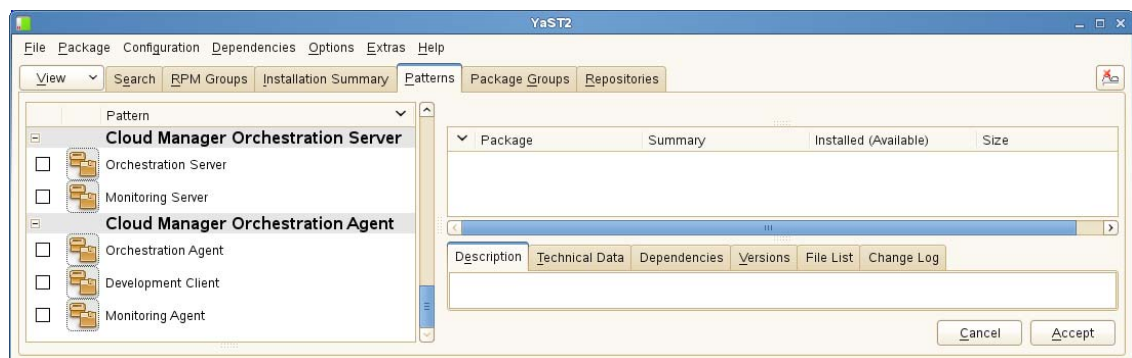 YaST2
File Package Configuration Dependencies Options Extras Help
View Search RPM Groups Installation Summary Patterns Package Groups Repositories
Pattern
Cloud Manager Orchestration Server
Orchestration Server
Monitoring Server
Cloud Manager Orchestration Agent
Orchestration Agent
Development Client
Monitoring Agent
Package Summary Installed (Available) Size
Description Technical Data Dependencies Versions File List Change Log
Cancel Accept